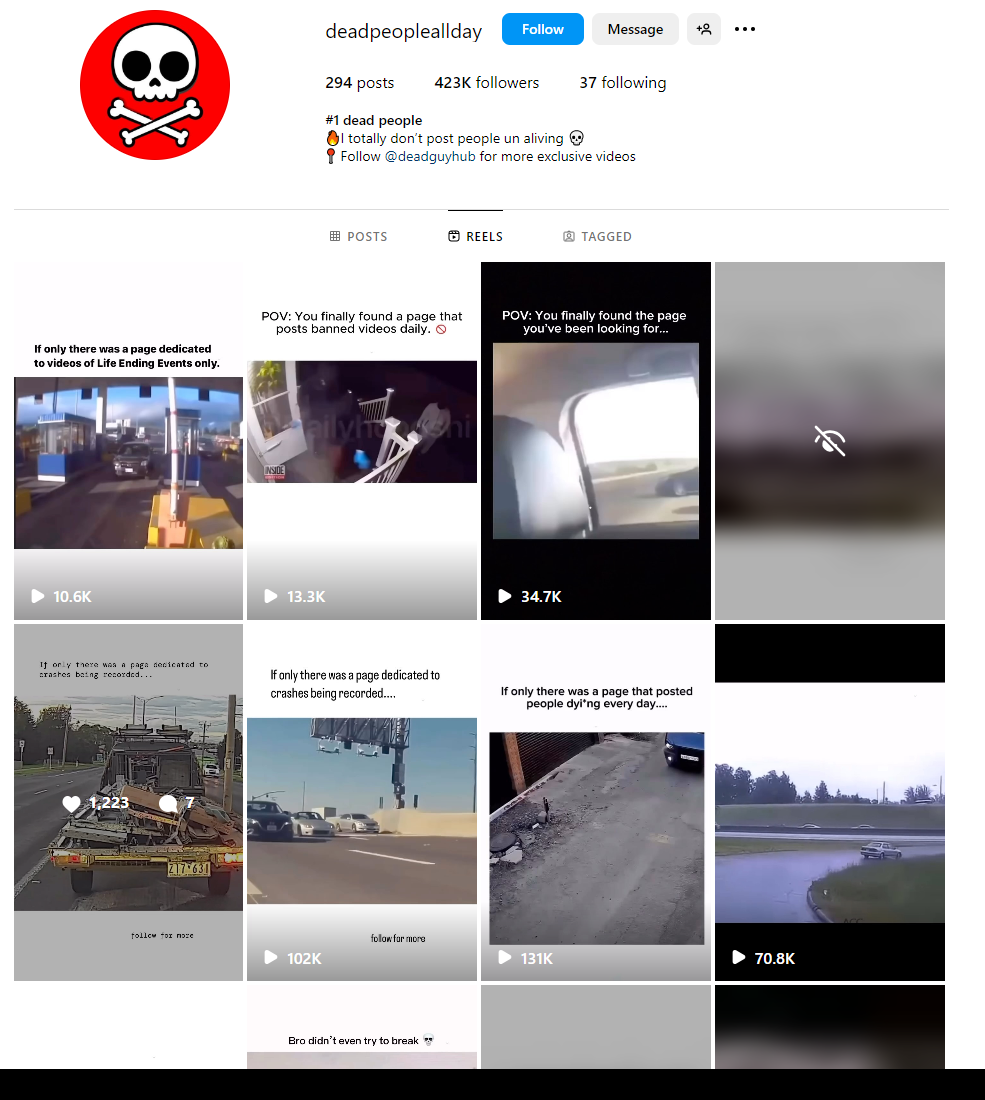 deadpeopleallday Follow Message
294 posts 423K followers 37 following
#1 dead people
🔥I totally don't post people un aliving 💀
📍 Follow @deadguyhub for more exclusive videos
POSTS REELS TAGGED
If only there was a page dedicated
to videos of Life Ending Events only.
10.6K
POV: You finally found a page that
posts banned videos daily. 🚫
INSIDE
13.3K
POV: You finally found the page
you've been looking for...
34.7K
If only there was a page dedicated to
crashes being recorded...
1,223 7
Z17·631
follow for more
If only there was a page dedicated to
crashes being recorded....
follow for more
102K
If only there was a page that posted
people dyi*ng every day....
131K
70.8K
Bro didn't even try to break 💀